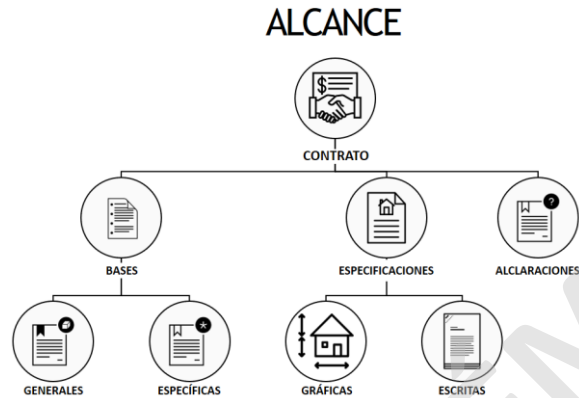 ALCANCE
$
CONTRATO
?
BASES
ESPECIFICACIONES
ALCLARACIONES
*
GENERALES
ESPECÍFICAS
GRÁFICAS
ESCRITAS